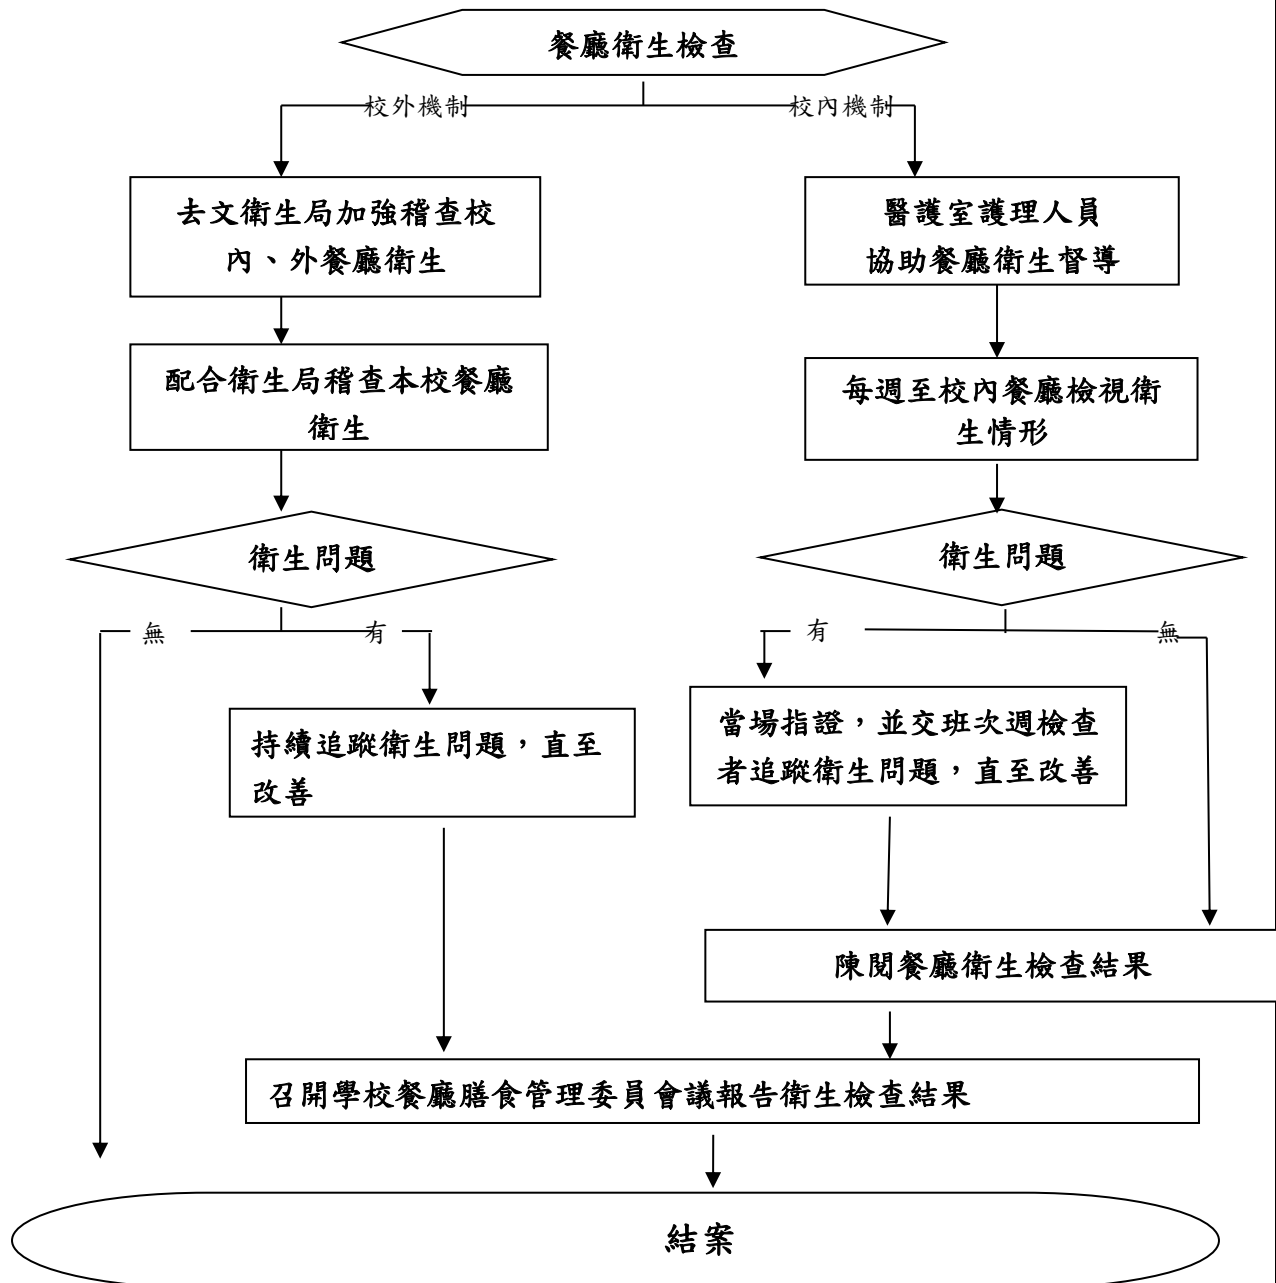 餐廳衛生檢查
校外機制
校內機制
去文衛生局加強稽查校
內、外餐廳衛生
醫護室護理人員
協助餐廳衛生督導
配合衛生局稽查本校餐廳
衛生
每週至校內餐廳檢視衛
生情形
衛生問題
衛生問題
無
有
有
無
持續追蹤衛生問題，直至
改善
當場指證，並交班次週檢查
者追蹤衛生問題，直至改善
陳閱餐廳衛生檢查結果
召開學校餐廳膳食管理委員會議報告衛生檢查結果
結案